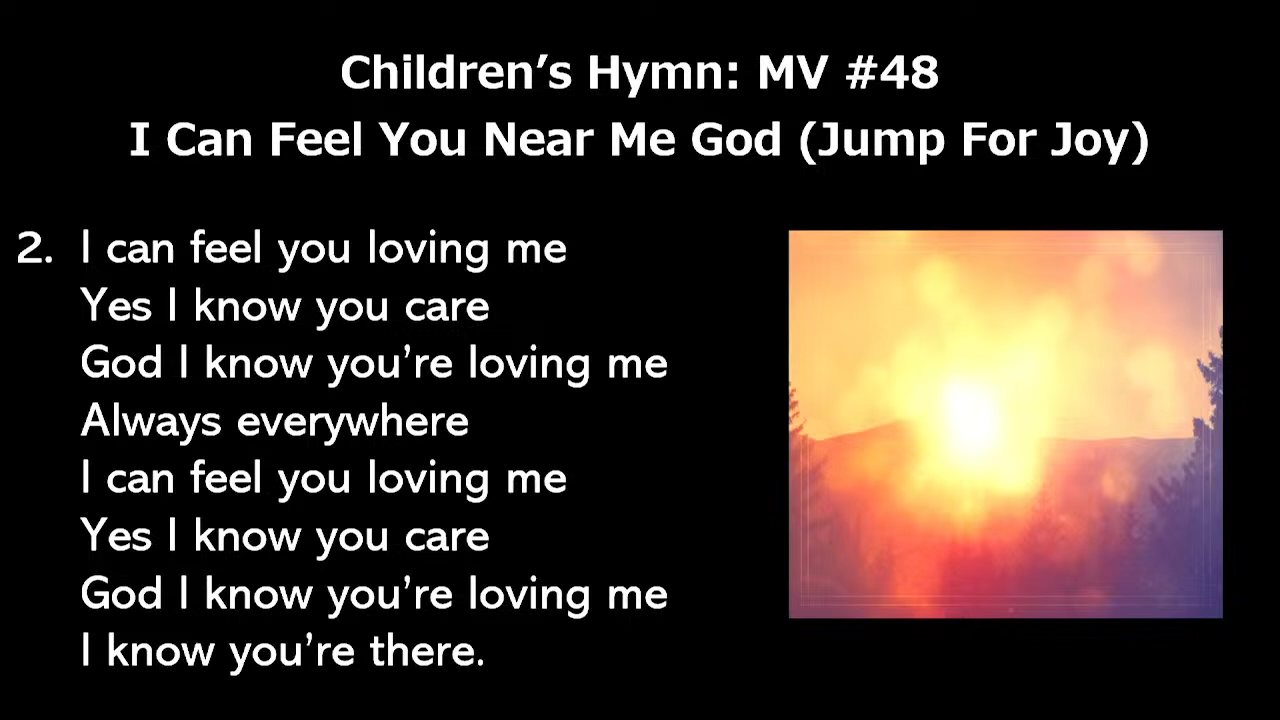 Children’s Hymn: MV #48
I Can Feel You Near Me God (Jump For Joy)
2. I can feel you loving me
Yes I know you care
God I know you’re loving me
Always everywhere
I can feel you loving me
Yes I know you care
God I know you’re loving me
I know you’re there.